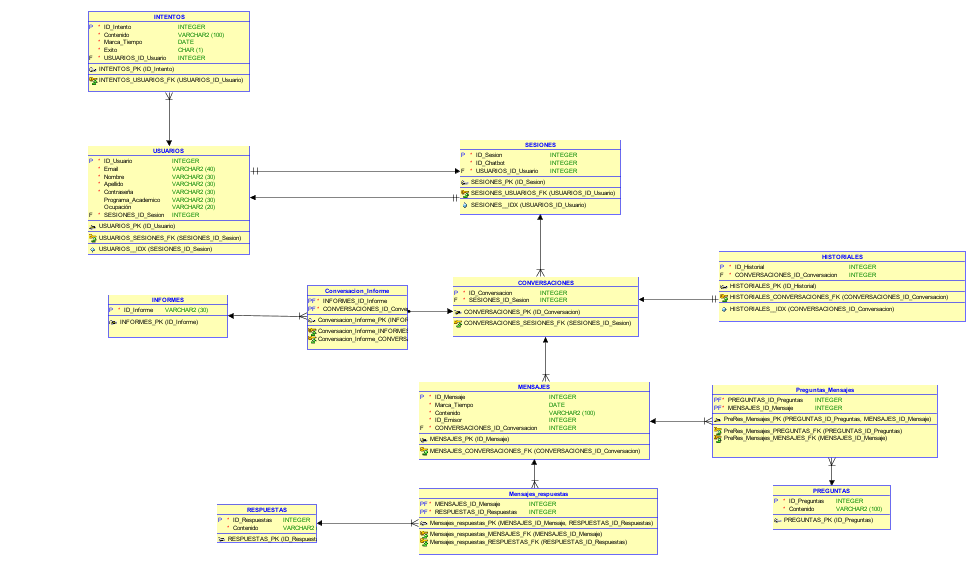 INTENTOS
P * ID_Intento INTEGER
* Contenido VARCHAR2 (100)
* Marca_Tiempo DATE
* Exito CHAR (1)
F * USUARIOS_ID_Usuario INTEGER
INTENTOS_PK (ID_Intento)
INTENTOS_USUARIOS_FK (USUARIOS_ID_Usuario)
USUARIOS
P * ID_Usuario INTEGER
* Email VARCHAR2 (40)
* Nombre VARCHAR2 (30)
* Apellido VARCHAR2 (30)
* Contraseña VARCHAR2 (30)
Programa_Academico VARCHAR2 (30)
Ocupación VARCHAR2 (20)
F * SESIONES_ID_Sesion INTEGER
USUARIOS_PK (ID_Usuario)
USUARIOS_SESIONES_FK (SESIONES_ID_Sesion)
USUARIOS__IDX (SESIONES_ID_Sesion)
SESIONES
P * ID_Sesion INTEGER
* ID_Chatbot INTEGER
F * USUARIOS_ID_Usuario INTEGER
SESIONES_PK (ID_Sesion)
SESIONES_USUARIOS_FK (USUARIOS_ID_Usuario)
SESIONES__IDX (USUARIOS_ID_Usuario)
HISTORIALES
P * ID_Historial INTEGER
F * CONVERSACIONES_ID_Conversacion INTEGER
HISTORIALES_PK (ID_Historial)
HISTORIALES_CONVERSACIONES_FK (CONVERSACIONES_ID_Conversacion)
HISTORIALES__IDX (CONVERSACIONES_ID_Conversacion)
CONVERSACIONES
P * ID_Conversacion INTEGER
F * SESIONES_ID_Sesion INTEGER
CONVERSACIONES_PK (ID_Conversacion)
CONVERSACIONES_SESIONES_FK (SESIONES_ID_Sesion)
Conversacion_Informe
PF* INFORMES_ID_Informe
PF* CONVERSACIONES_ID_Conve
Conversacion_Informe_PK (INFOR
Conversacion_Informe_INFORMES
Conversacion_Informe_CONVERS
INFORMES
P * ID_Informe VARCHAR2 (30)
INFORMES_PK (ID_Informe)
MENSAJES
P * ID_Mensaje INTEGER
* Marca_Tiempo DATE
* Contenido VARCHAR2 (100)
* ID_Emisor INTEGER
F * CONVERSACIONES_ID_Conversacion INTEGER
MENSAJES_PK (ID_Mensaje)
MENSAJES_CONVERSACIONES_FK (CONVERSACIONES_ID_Conversacion)
Preguntas_Mensajes
PF* PREGUNTAS_ID_Preguntas INTEGER
PF* MENSAJES_ID_Mensaje INTEGER
PreRes_Mensajes_PK (PREGUNTAS_ID_Preguntas, MENSAJES_ID_Mensaje)
PreRes_Mensajes_PREGUNTAS_FK (PREGUNTAS_ID_Preguntas)
PreRes_Mensajes_MENSAJES_FK (MENSAJES_ID_Mensaje)
PREGUNTAS
P * ID_Preguntas INTEGER
* Contenido VARCHAR2 (100)
PREGUNTAS_PK (ID_Preguntas)
Mensajes_respuestas
PF* MENSAJES_ID_Mensaje INTEGER
PF* RESPUESTAS_ID_Respuestas INTEGER
Mensajes_respuestas_PK (MENSAJES_ID_Mensaje, RESPUESTAS_ID_Respuestas)
Mensajes_respuestas_MENSAJES_FK (MENSAJES_ID_Mensaje)
Mensajes_respuestas_RESPUESTAS_FK (RESPUESTAS_ID_Respuestas)
RESPUESTAS
P * ID_Respuestas INTEGER
* Contenido VARCHAR2
RESPUESTAS_PK (ID_Respuest